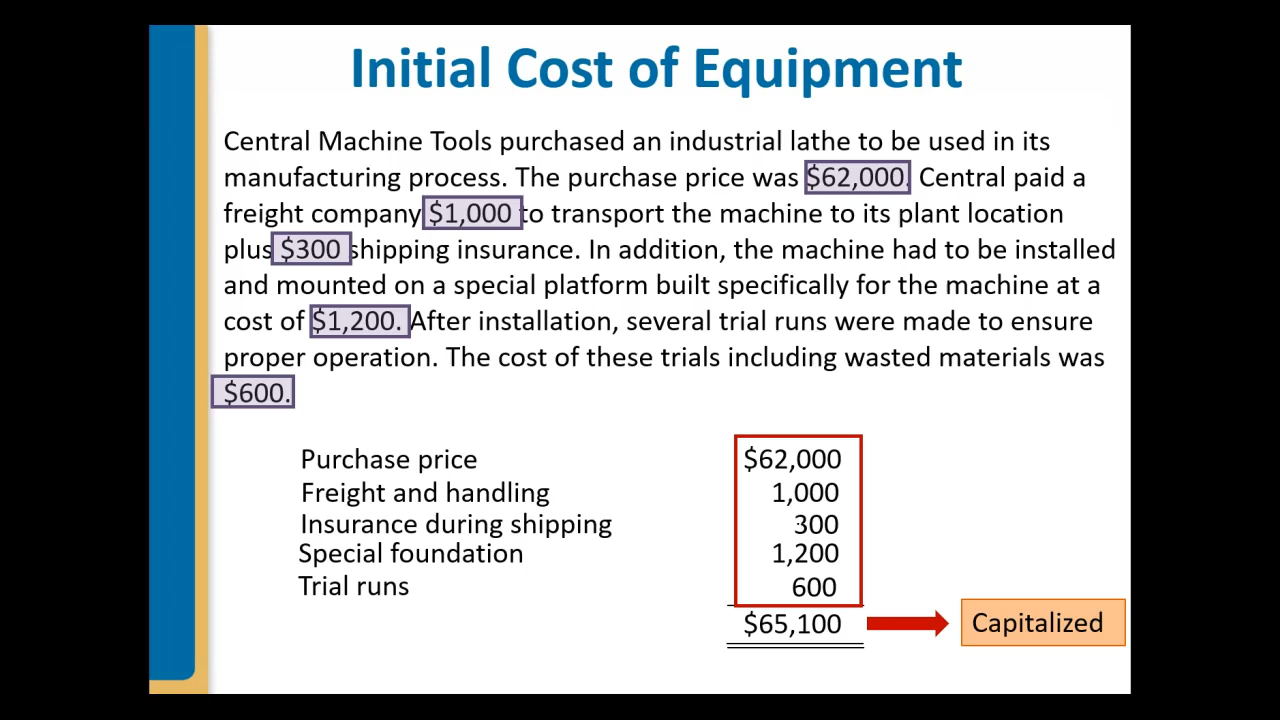 Initial Cost of Equipment
Central Machine Tools purchased an industrial lathe to be used in its
manufacturing process. The purchase price was $62,000. Central paid a
freight company $1,000 to transport the machine to its plant location
plus $300 shipping insurance. In addition, the machine had to be installed
and mounted on a special platform built specifically for the machine at a
cost of $1,200. After installation, several trial runs were made to ensure
proper operation. The cost of these trials including wasted materials was
$600.
Purchase price $62,000
Freight and handling 1,000
Insurance during shipping 300
Special foundation 1,200
Trial runs 600
$65,100 Capitalized